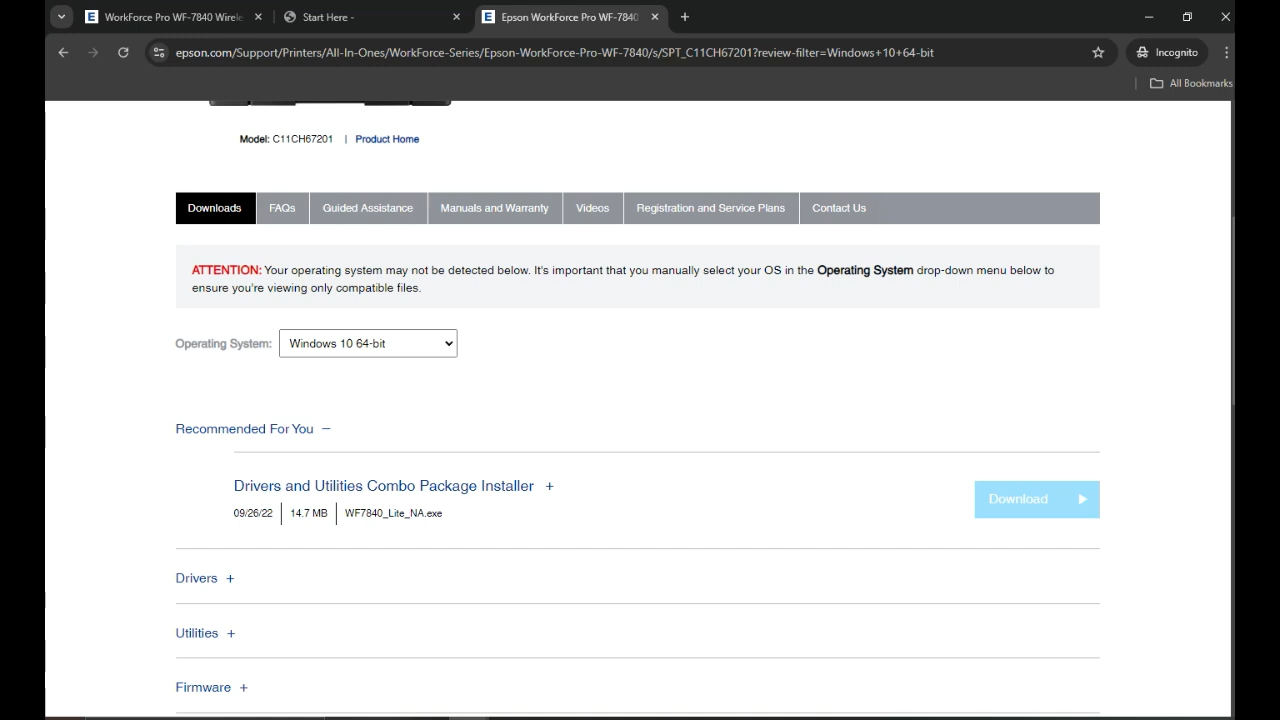 WorkForce Pro WF-7840 Wirele
Start Here -
Epson WorkForce Pro WF-7840
epson.com/Support/Printers/All-In-Ones/WorkForce-Series/Epson-WorkForce-Pro-WF-7840/s/SPT_C11CH67201?review-filter=Windows+10+64-bit
Incognito
All Bookmarks
Model: C11CH67201 | Product Home
Downloads FAQs Guided Assistance Manuals and Warranty Videos Registration and Service Plans Contact Us
ATTENTION: Your operating system may not be detected below. It's important that you manually select your OS in the Operating System drop-down menu below to
ensure you're viewing only compatible files.
Operating System: Windows 10 64-bit
Recommended For You −
Drivers and Utilities Combo Package Installer +
09/26/22 14.7 MB WF7840_Lite_NA.exe
Download
Drivers +
Utilities +
Firmware +